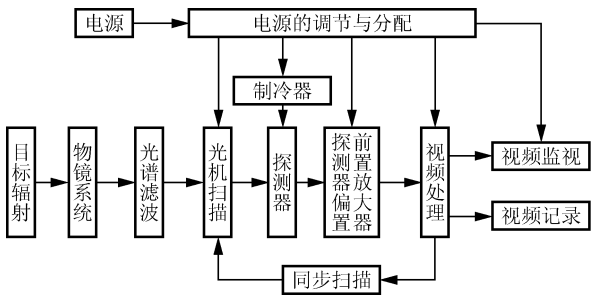 电源
电源的调节与分配
制冷器
目标辐射
物镜系统
光谱滤波
光机扫描
探测器
探测器偏置
前置放大器
视频处理
视频监视
视频记录
同步扫描